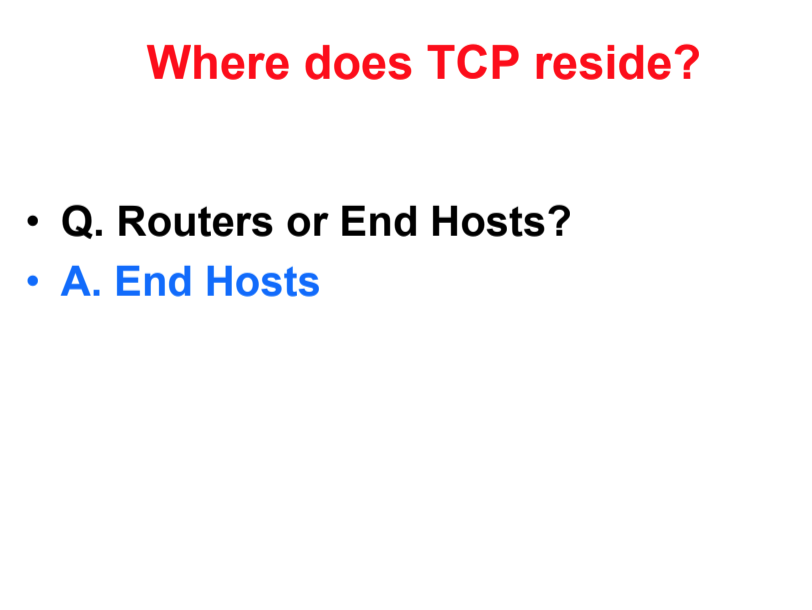 Where does TCP reside?
• Q. Routers or End Hosts?
• A. End Hosts